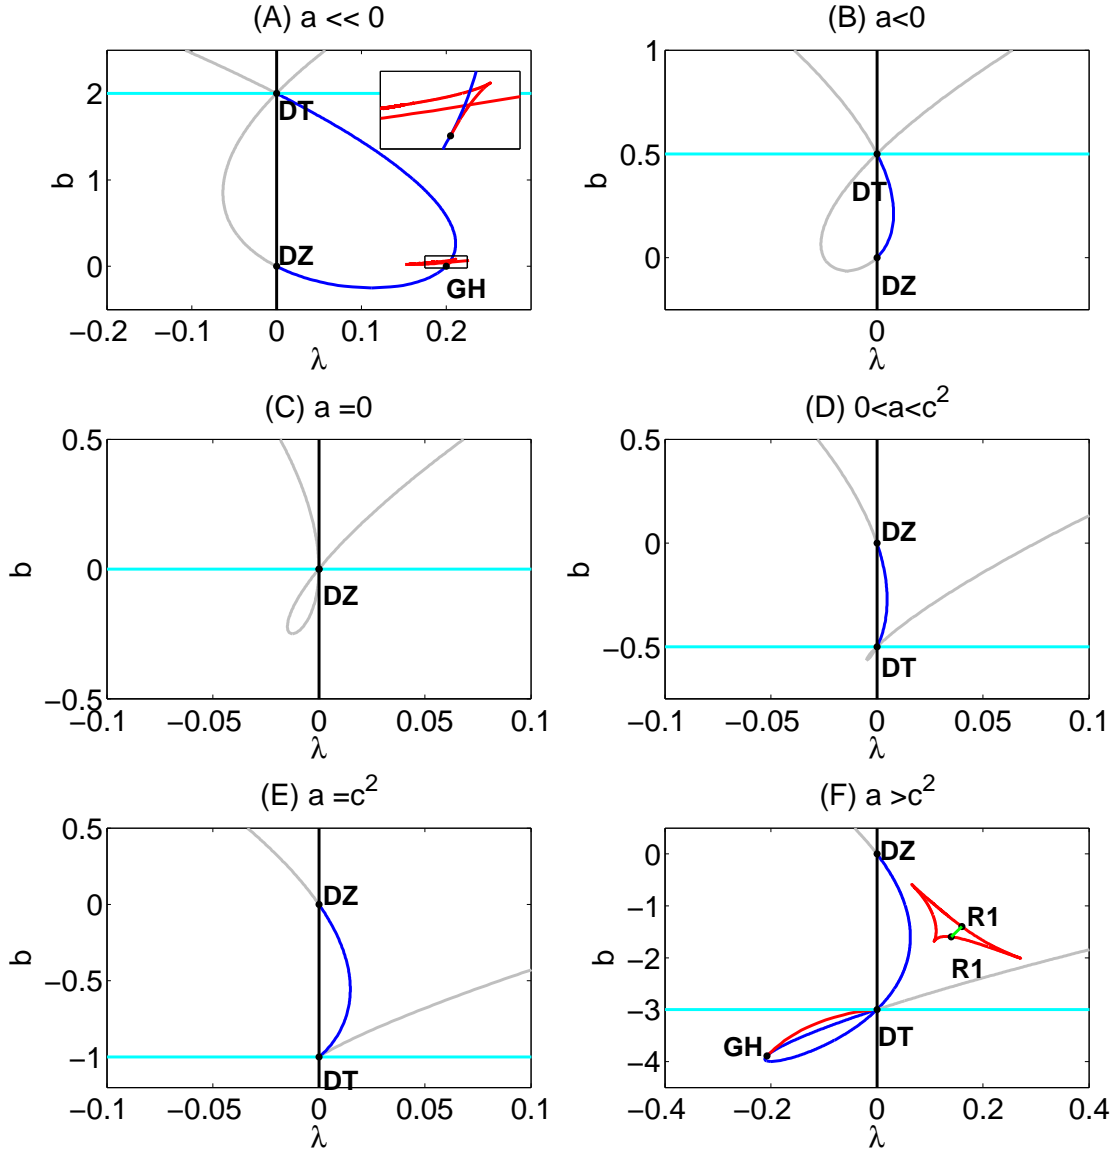 (A) a << 0
b
2
1
0
DT
DZ
GH
−0.2
−0.1
0
0.1
0.2
λ
(B) a<0
b
1
0.5
0
DT
DZ
0
λ
(C) a =0
b
0.5
0
−0.5
DZ
−0.1
−0.05
0
0.05
0.1
λ
(D) 0<a<c²
b
0
−0.5
DZ
DT
−0.1
−0.05
0
0.05
0.1
λ
(E) a =c²
b
0.5
0
−0.5
−1
DZ
DT
−0.1
−0.05
0
0.05
0.1
λ
(F) a >c²
b
0
−1
−2
−3
−4
DZ
R1
R1
DT
GH
−0.4
−0.2
0
0.2
0.4
λ